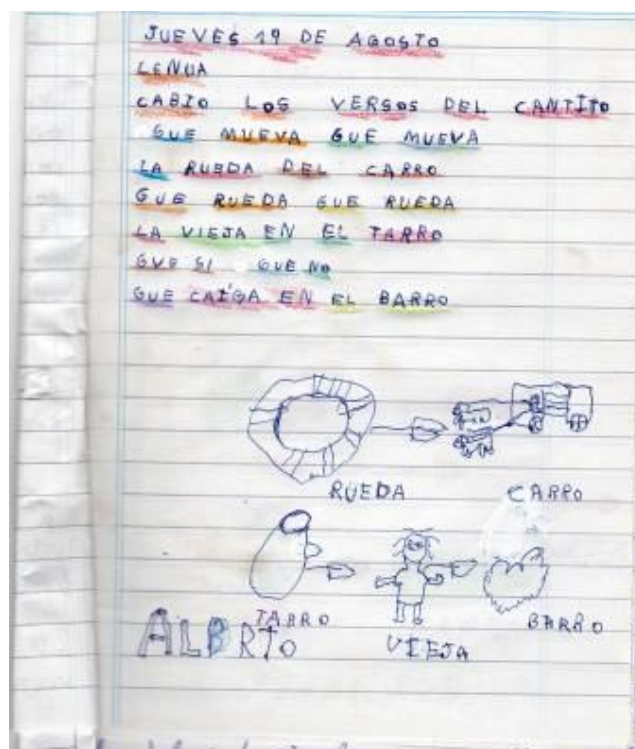 JUEVES 19 DE AGOSTO
LENUA
CABIO LOS VERSOS DEL CANTITO
GUE MUEVA GUE MUEVA
LA RUEDA DEL CARRO
GUE RUEDA GUE RUEDA
LA VIEJA EN EL TARRO
GUE SI GUE NO
GUE CAÍGA EN EL BARRO
RUEDA CARRO
TARRO VIEJA BARRO
ALBRTO